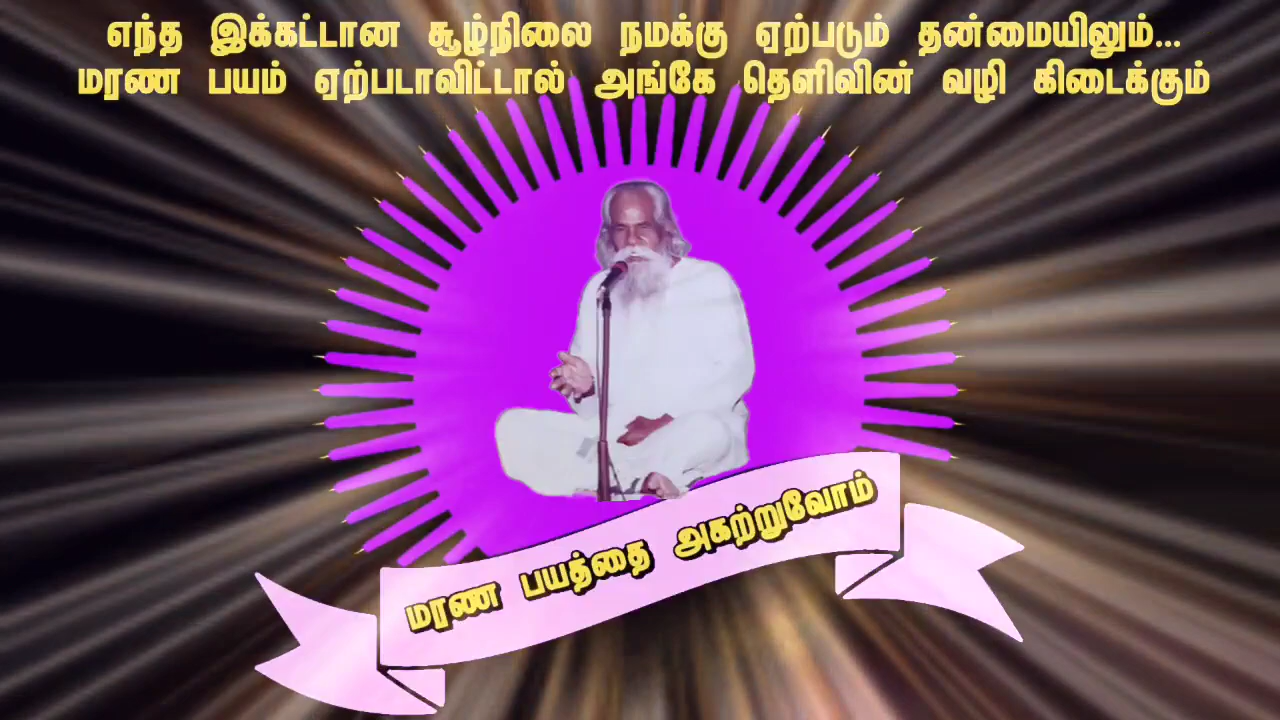 எந்த இக்கட்டான சூழ்நிலை நமக்கு ஏற்படும் தன்மையிலும்...
மரண பயம் ஏற்படாவிட்டால் அங்கே தெளிவின் வழி கிடைக்கும்
மரண பயத்தை அகற்றுவோம்